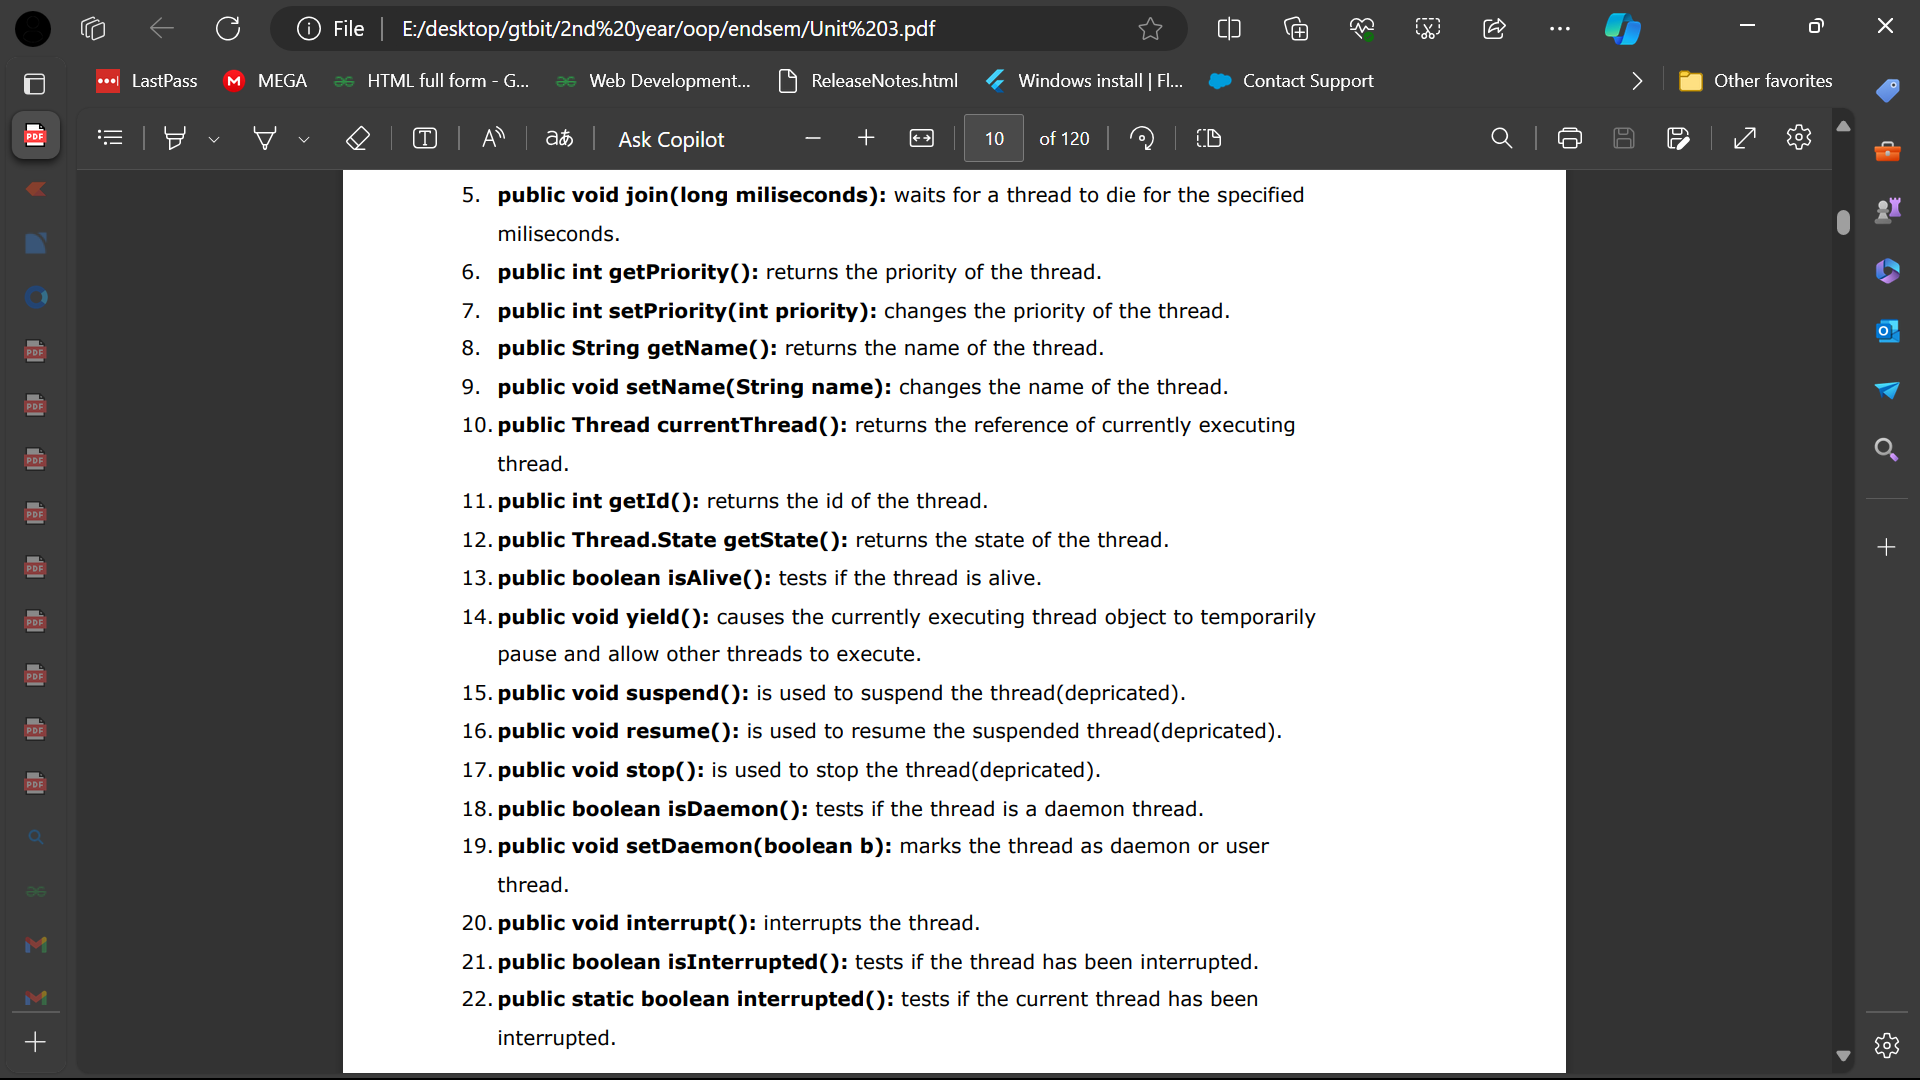 File
E:/desktop/gtbit/2nd%20year/oop/endsem/Unit%203.pdf
LastPass
MEGA
HTML full form - G...
Web Development...
ReleaseNotes.html
Windows install | Fl...
Contact Support
Other favorites
Ask Copilot
10 of 120
5. public void join(long miliseconds): waits for a thread to die for the specified
miliseconds.
6. public int getPriority(): returns the priority of the thread.
7. public int setPriority(int priority): changes the priority of the thread.
8. public String getName(): returns the name of the thread.
9. public void setName(String name): changes the name of the thread.
10. public Thread currentThread(): returns the reference of currently executing
thread.
11. public int getId(): returns the id of the thread.
12. public Thread.State getState(): returns the state of the thread.
13. public boolean isAlive(): tests if the thread is alive.
14. public void yield(): causes the currently executing thread object to temporarily
pause and allow other threads to execute.
15. public void suspend(): is used to suspend the thread(depricated).
16. public void resume(): is used to resume the suspended thread(depricated).
17. public void stop(): is used to stop the thread(depricated).
18. public boolean isDaemon(): tests if the thread is a daemon thread.
19. public void setDaemon(boolean b): marks the thread as daemon or user
thread.
20. public void interrupt(): interrupts the thread.
21. public boolean isInterrupted(): tests if the thread has been interrupted.
22. public static boolean interrupted(): tests if the current thread has been
interrupted.